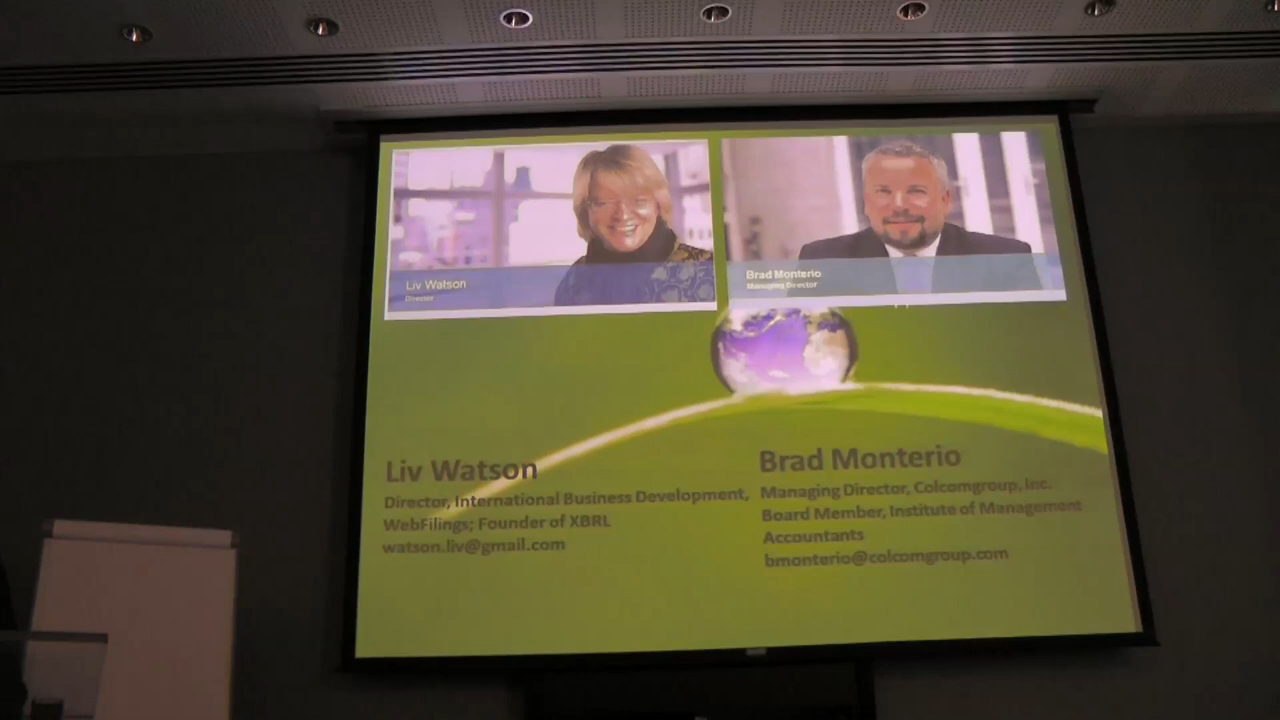 Liv Watson
Director
Brad Monterio
Managing Director
Liv Watson
Director, International Business Development,
WebFilings; Founder of XBRL
watson.liv@gmail.com
Brad Monterio
Managing Director, Colcomgroup, Inc.
Board Member, Institute of Management
Accountants
bmonterio@colcomgroup.com